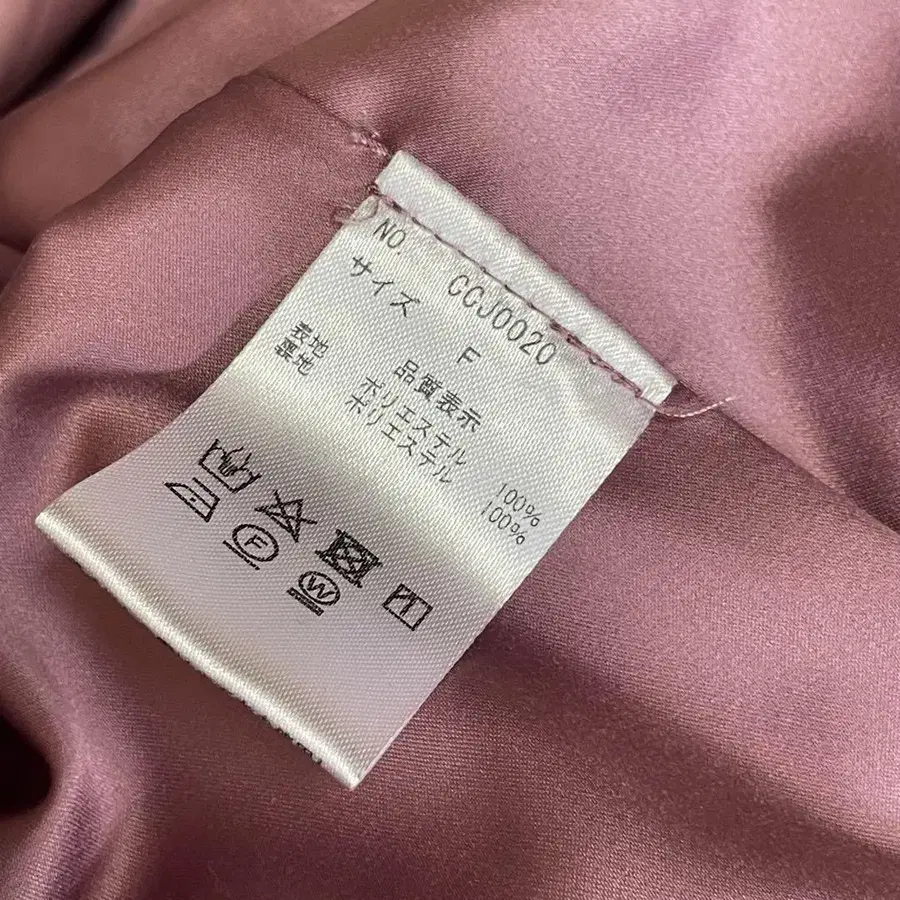 NO. CCJ0020
サイズ F
品質表示
表地 ポリエステル 100%
裏地 ポリエステル 100%
F
W